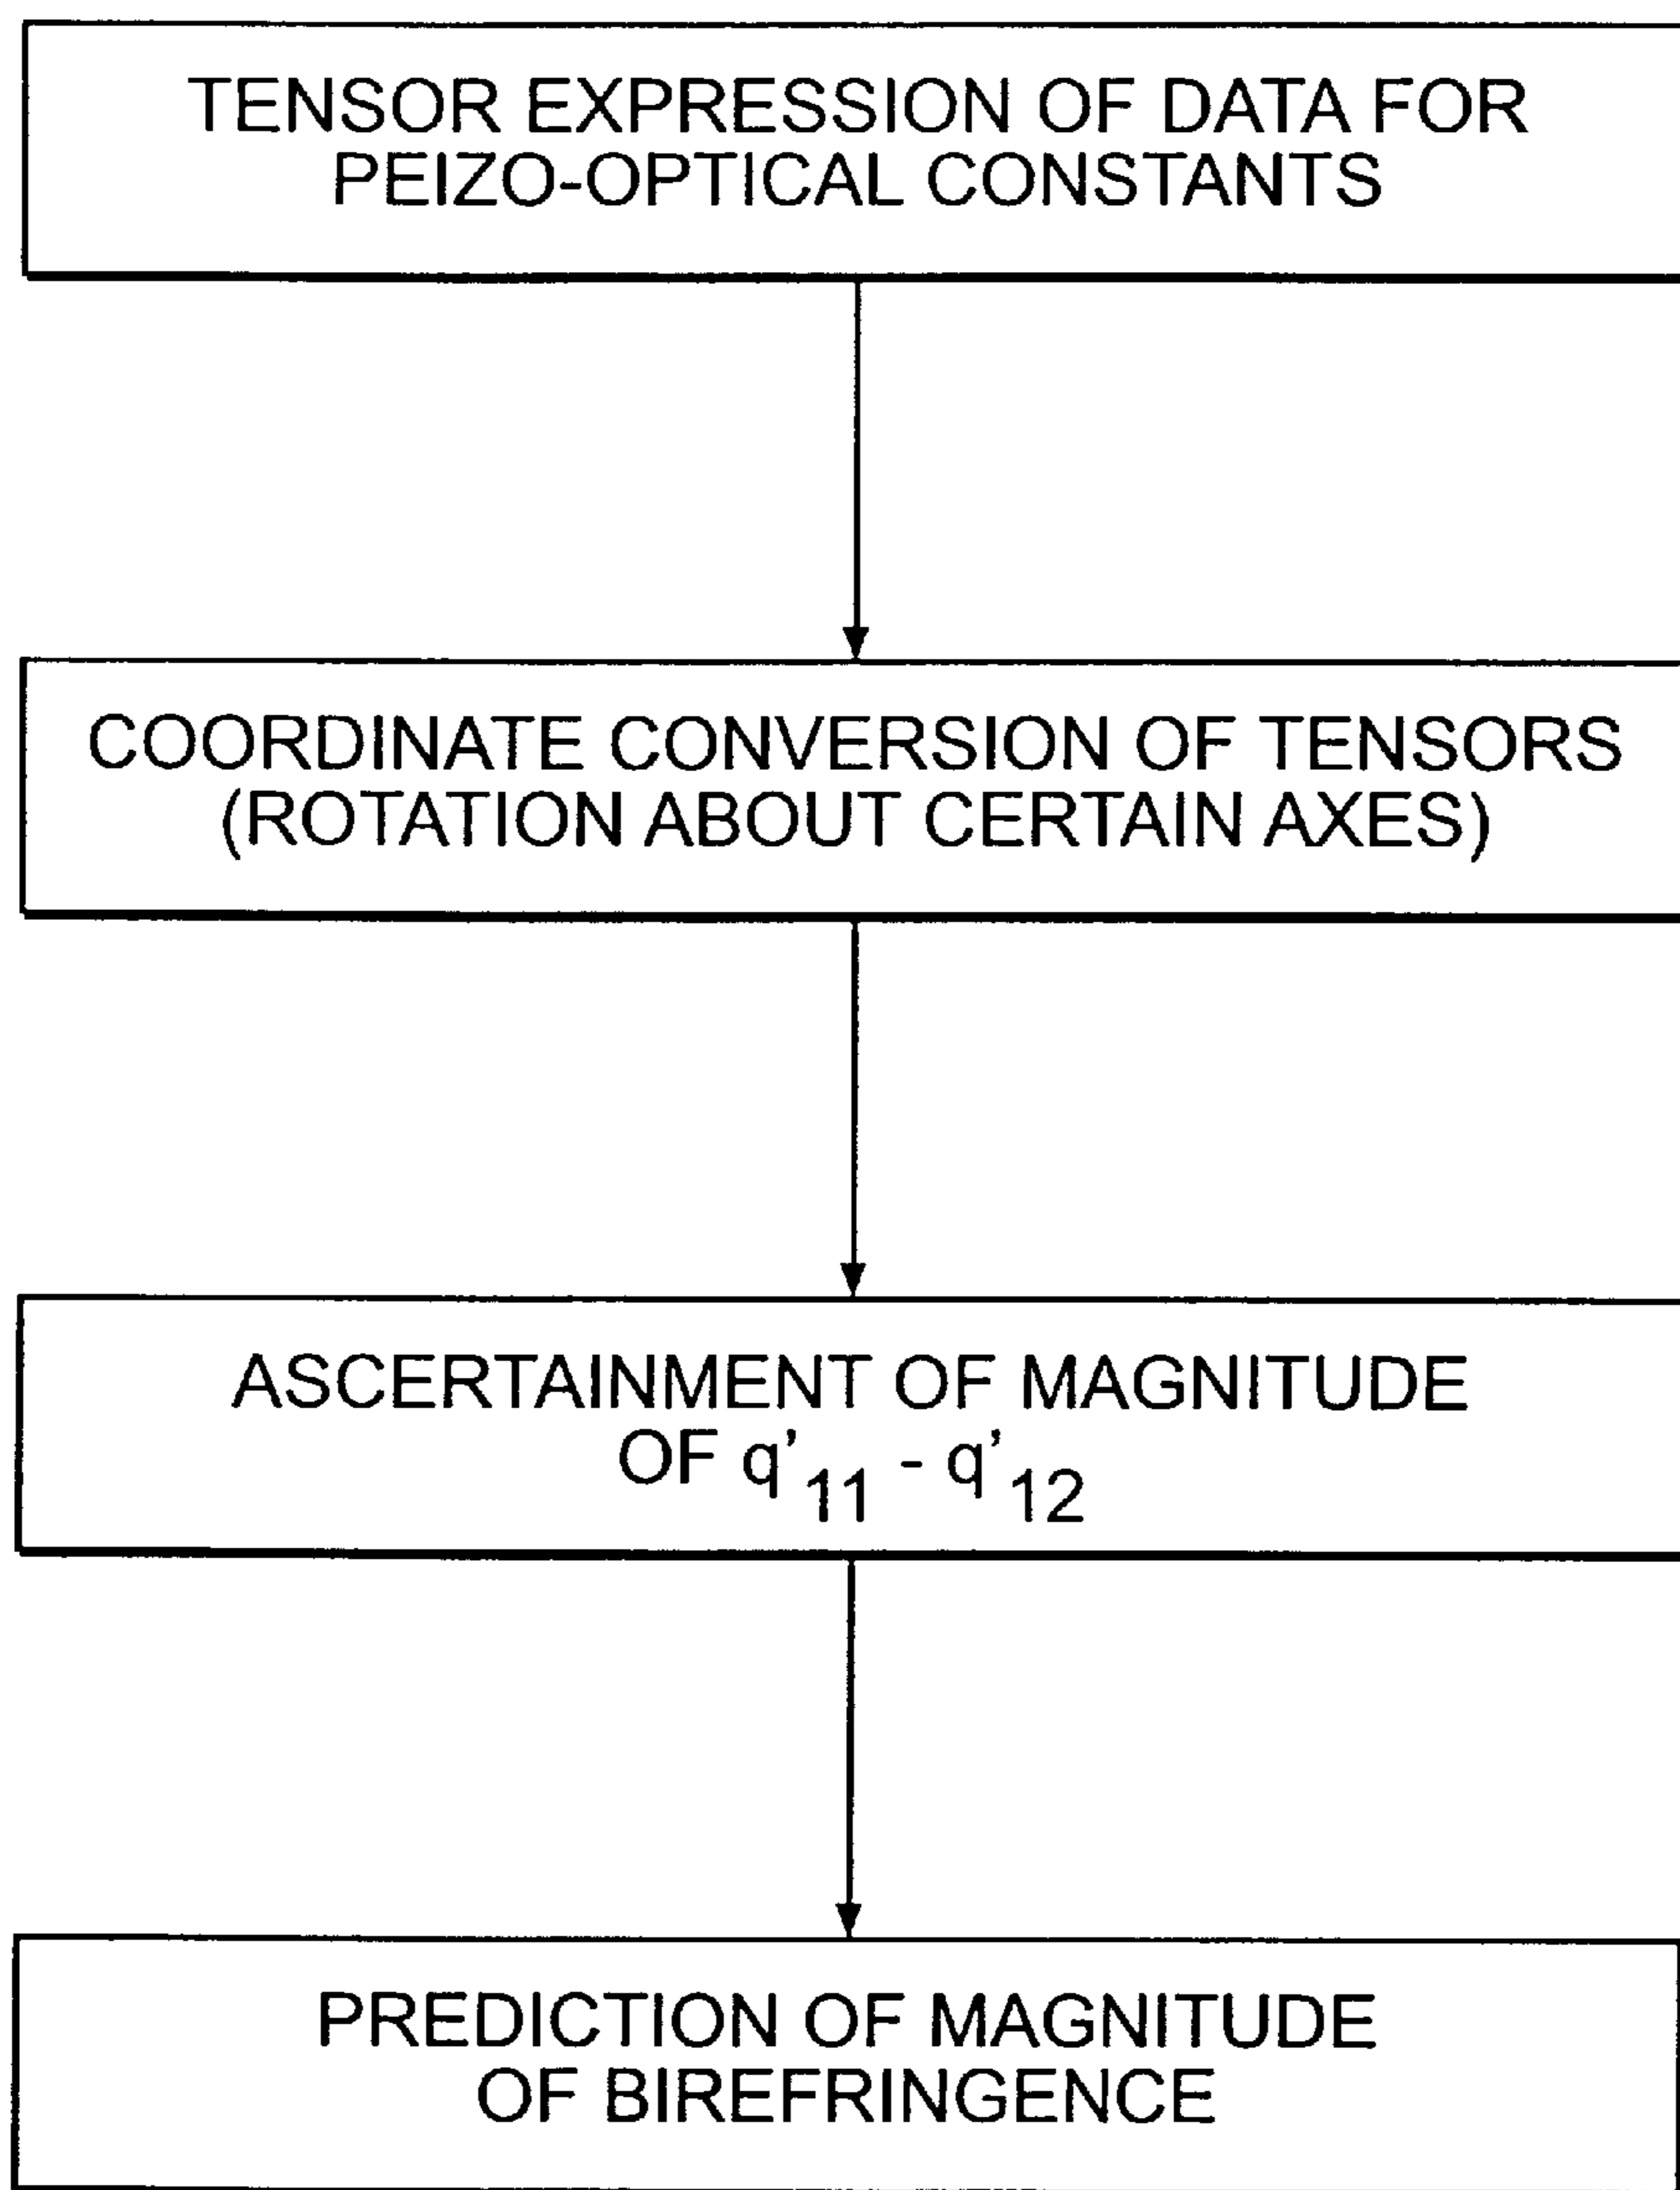 TENSOR EXPRESSION OF DATA FOR
PEIZO-OPTICAL CONSTANTS
COORDINATE CONVERSION OF TENSORS
(ROTATION ABOUT CERTAIN AXES)
ASCERTAINMENT OF MAGNITUDE
OF q'11 - q'12
PREDICTION OF MAGNITUDE
OF BIREFRINGENCE